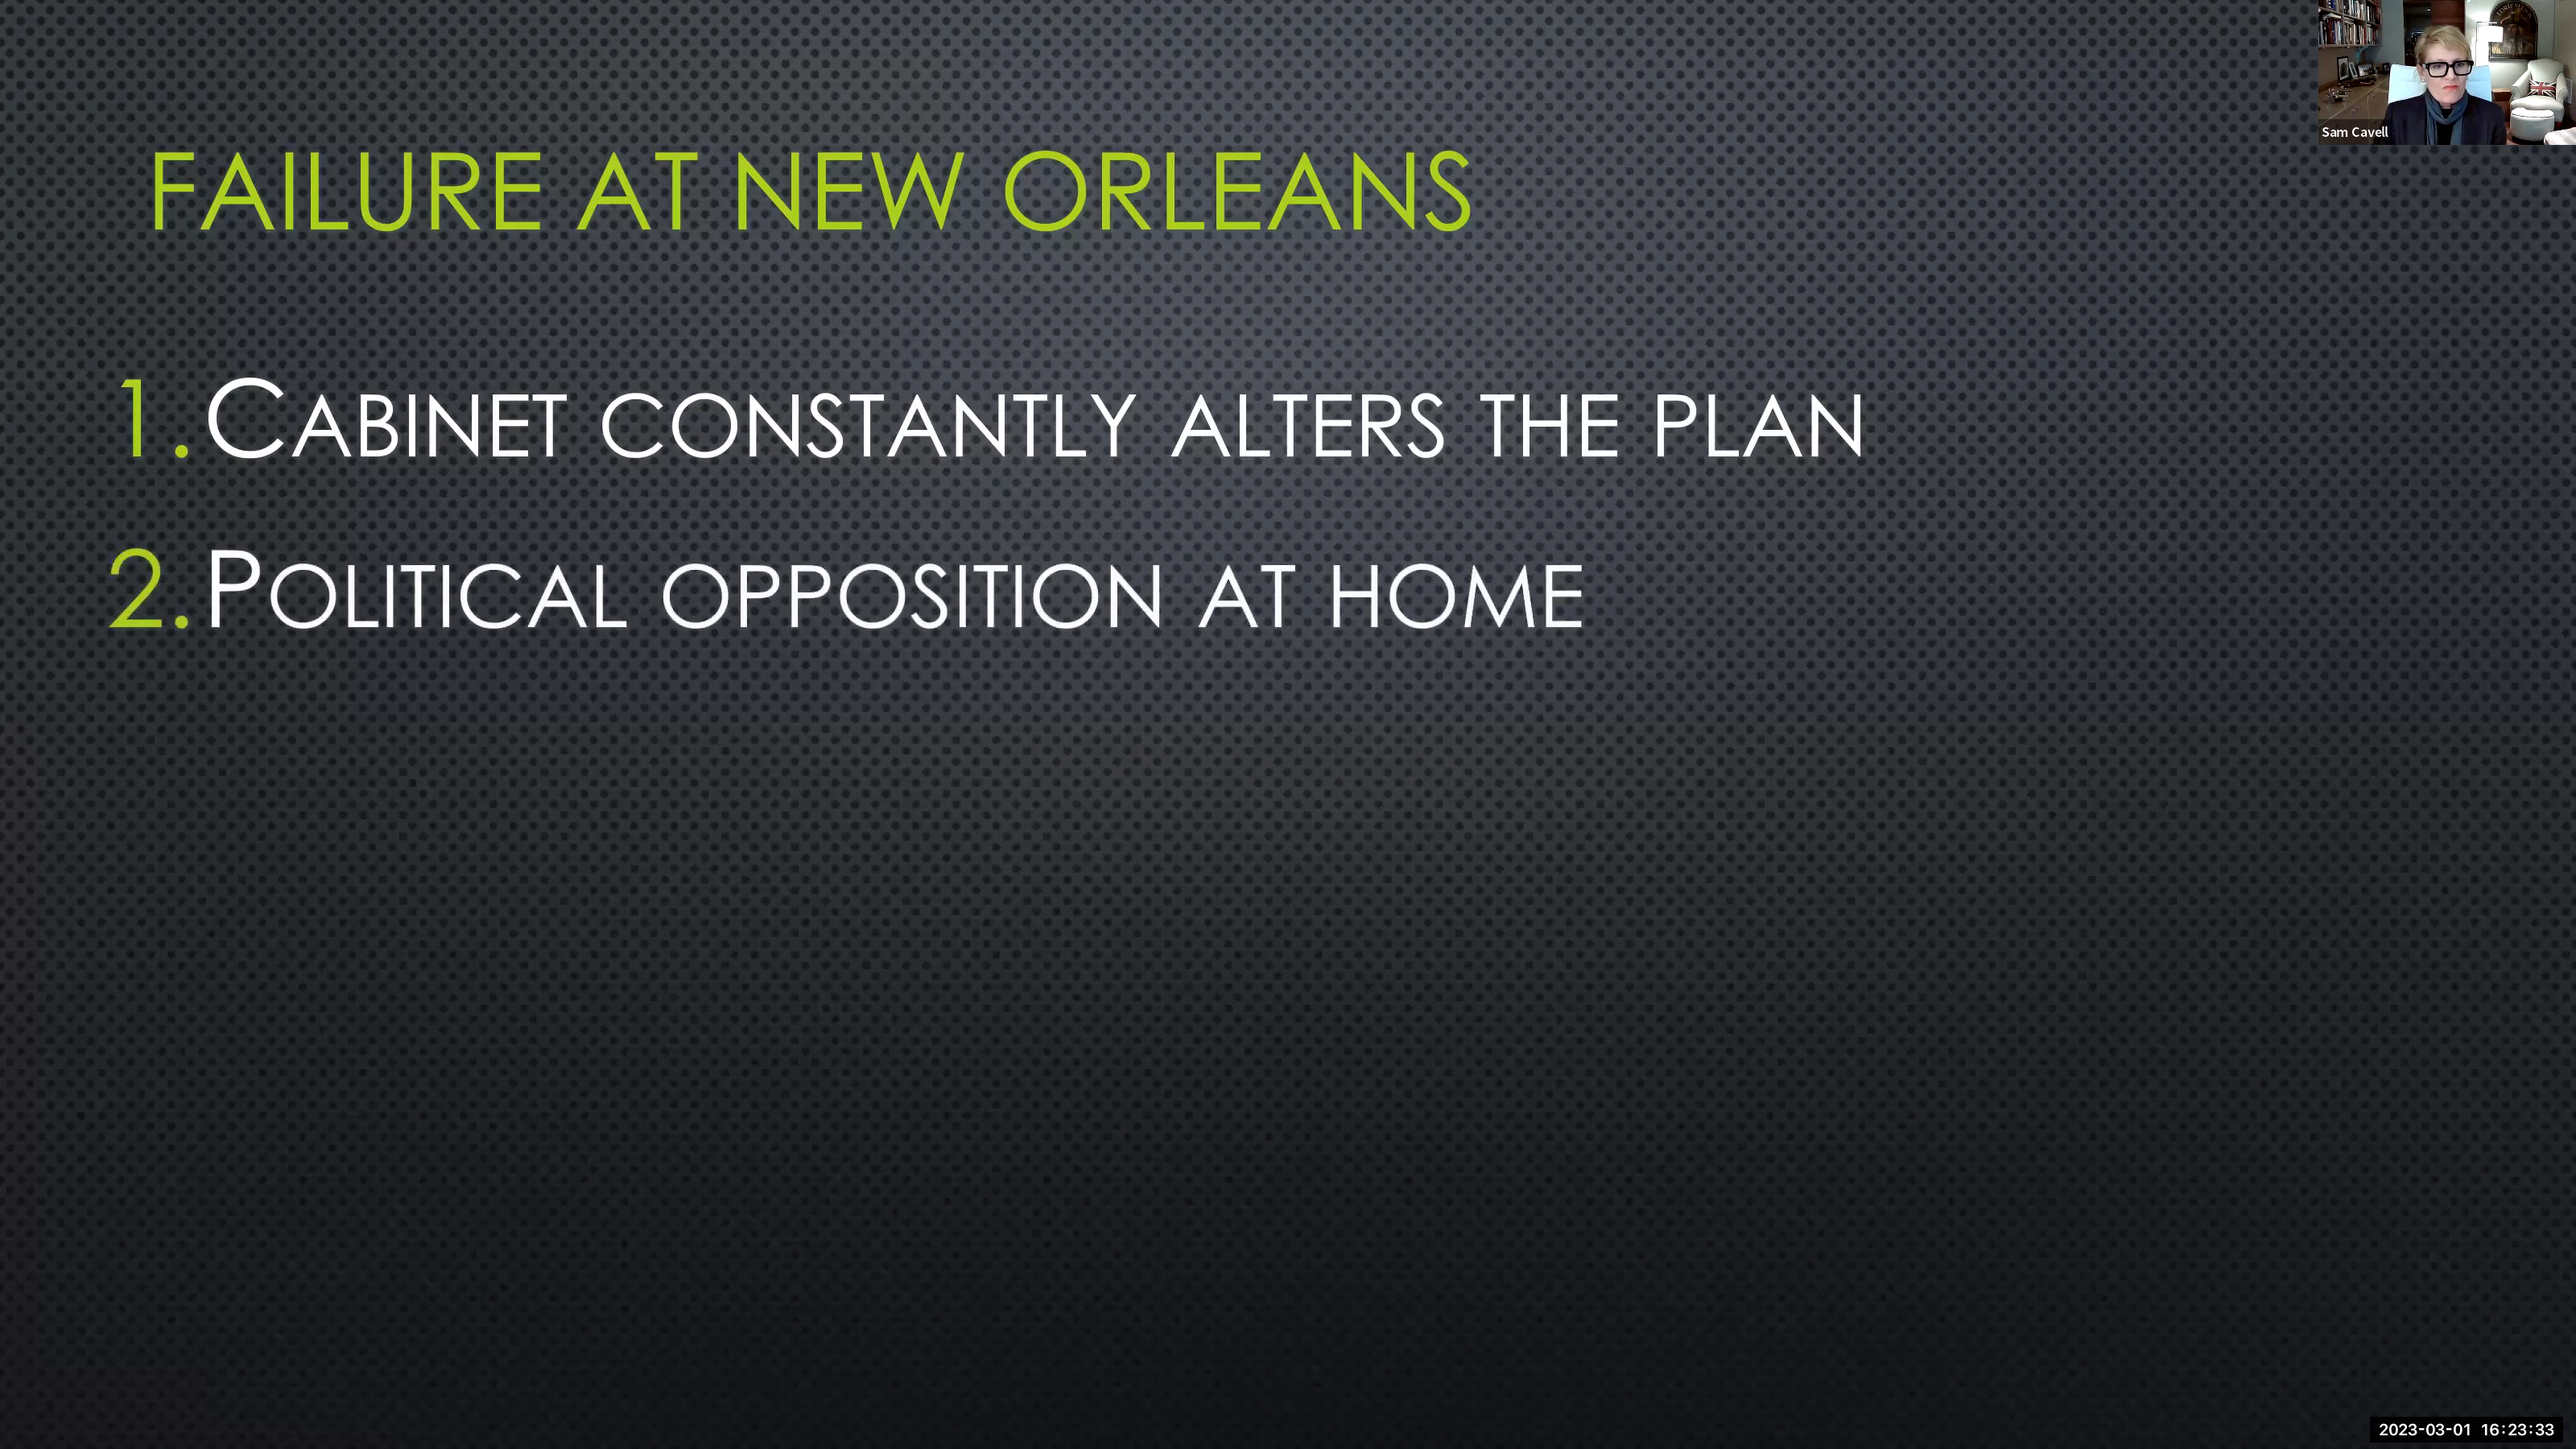 Sam Cavell
FAILURE AT NEW ORLEANS
1. CABINET CONSTANTLY ALTERS THE PLAN
2. POLITICAL OPPOSITION AT HOME
2023-03-01 16:23:33